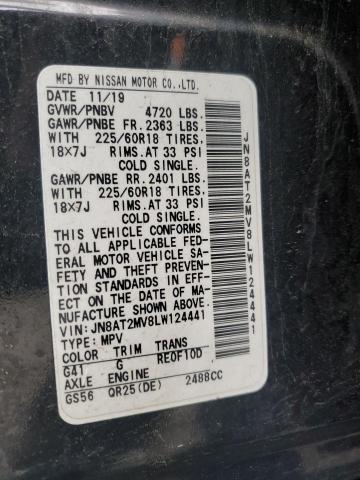 MFD BY NISSAN MOTOR CO.,LTD.
DATE 11/19
GVWR/PNBV 4720 LBS.
GAWR/PNBE FR. 2363 LBS.
WITH 225/60R18 TIRES.
18×7J RIMS.AT 33 PSI
COLD SINGLE.
GAWR/PNBE RR. 2401 LBS.
WITH 225/60R18 TIRES.
18×7J RIMS.AT 33 PSI
COLD SINGLE.
THIS VEHICLE CONFORMS
TO ALL APPLICABLE FED-
ERAL MOTOR VEHICLE SA-
FETY AND THEFT PREVEN-
TION STANDARDS IN EFF-
ECT ON THE DATE OF MA-
NUFACTURE SHOWN ABOVE.
VIN:JN8AT2MV8LW124441
TYPE: MPV
COLOR TRIM TRANS
G41 G RE0F10D
AXLE ENGINE
GS56 QR25(DE) 2488CC
JN8AT2MV8LW124441